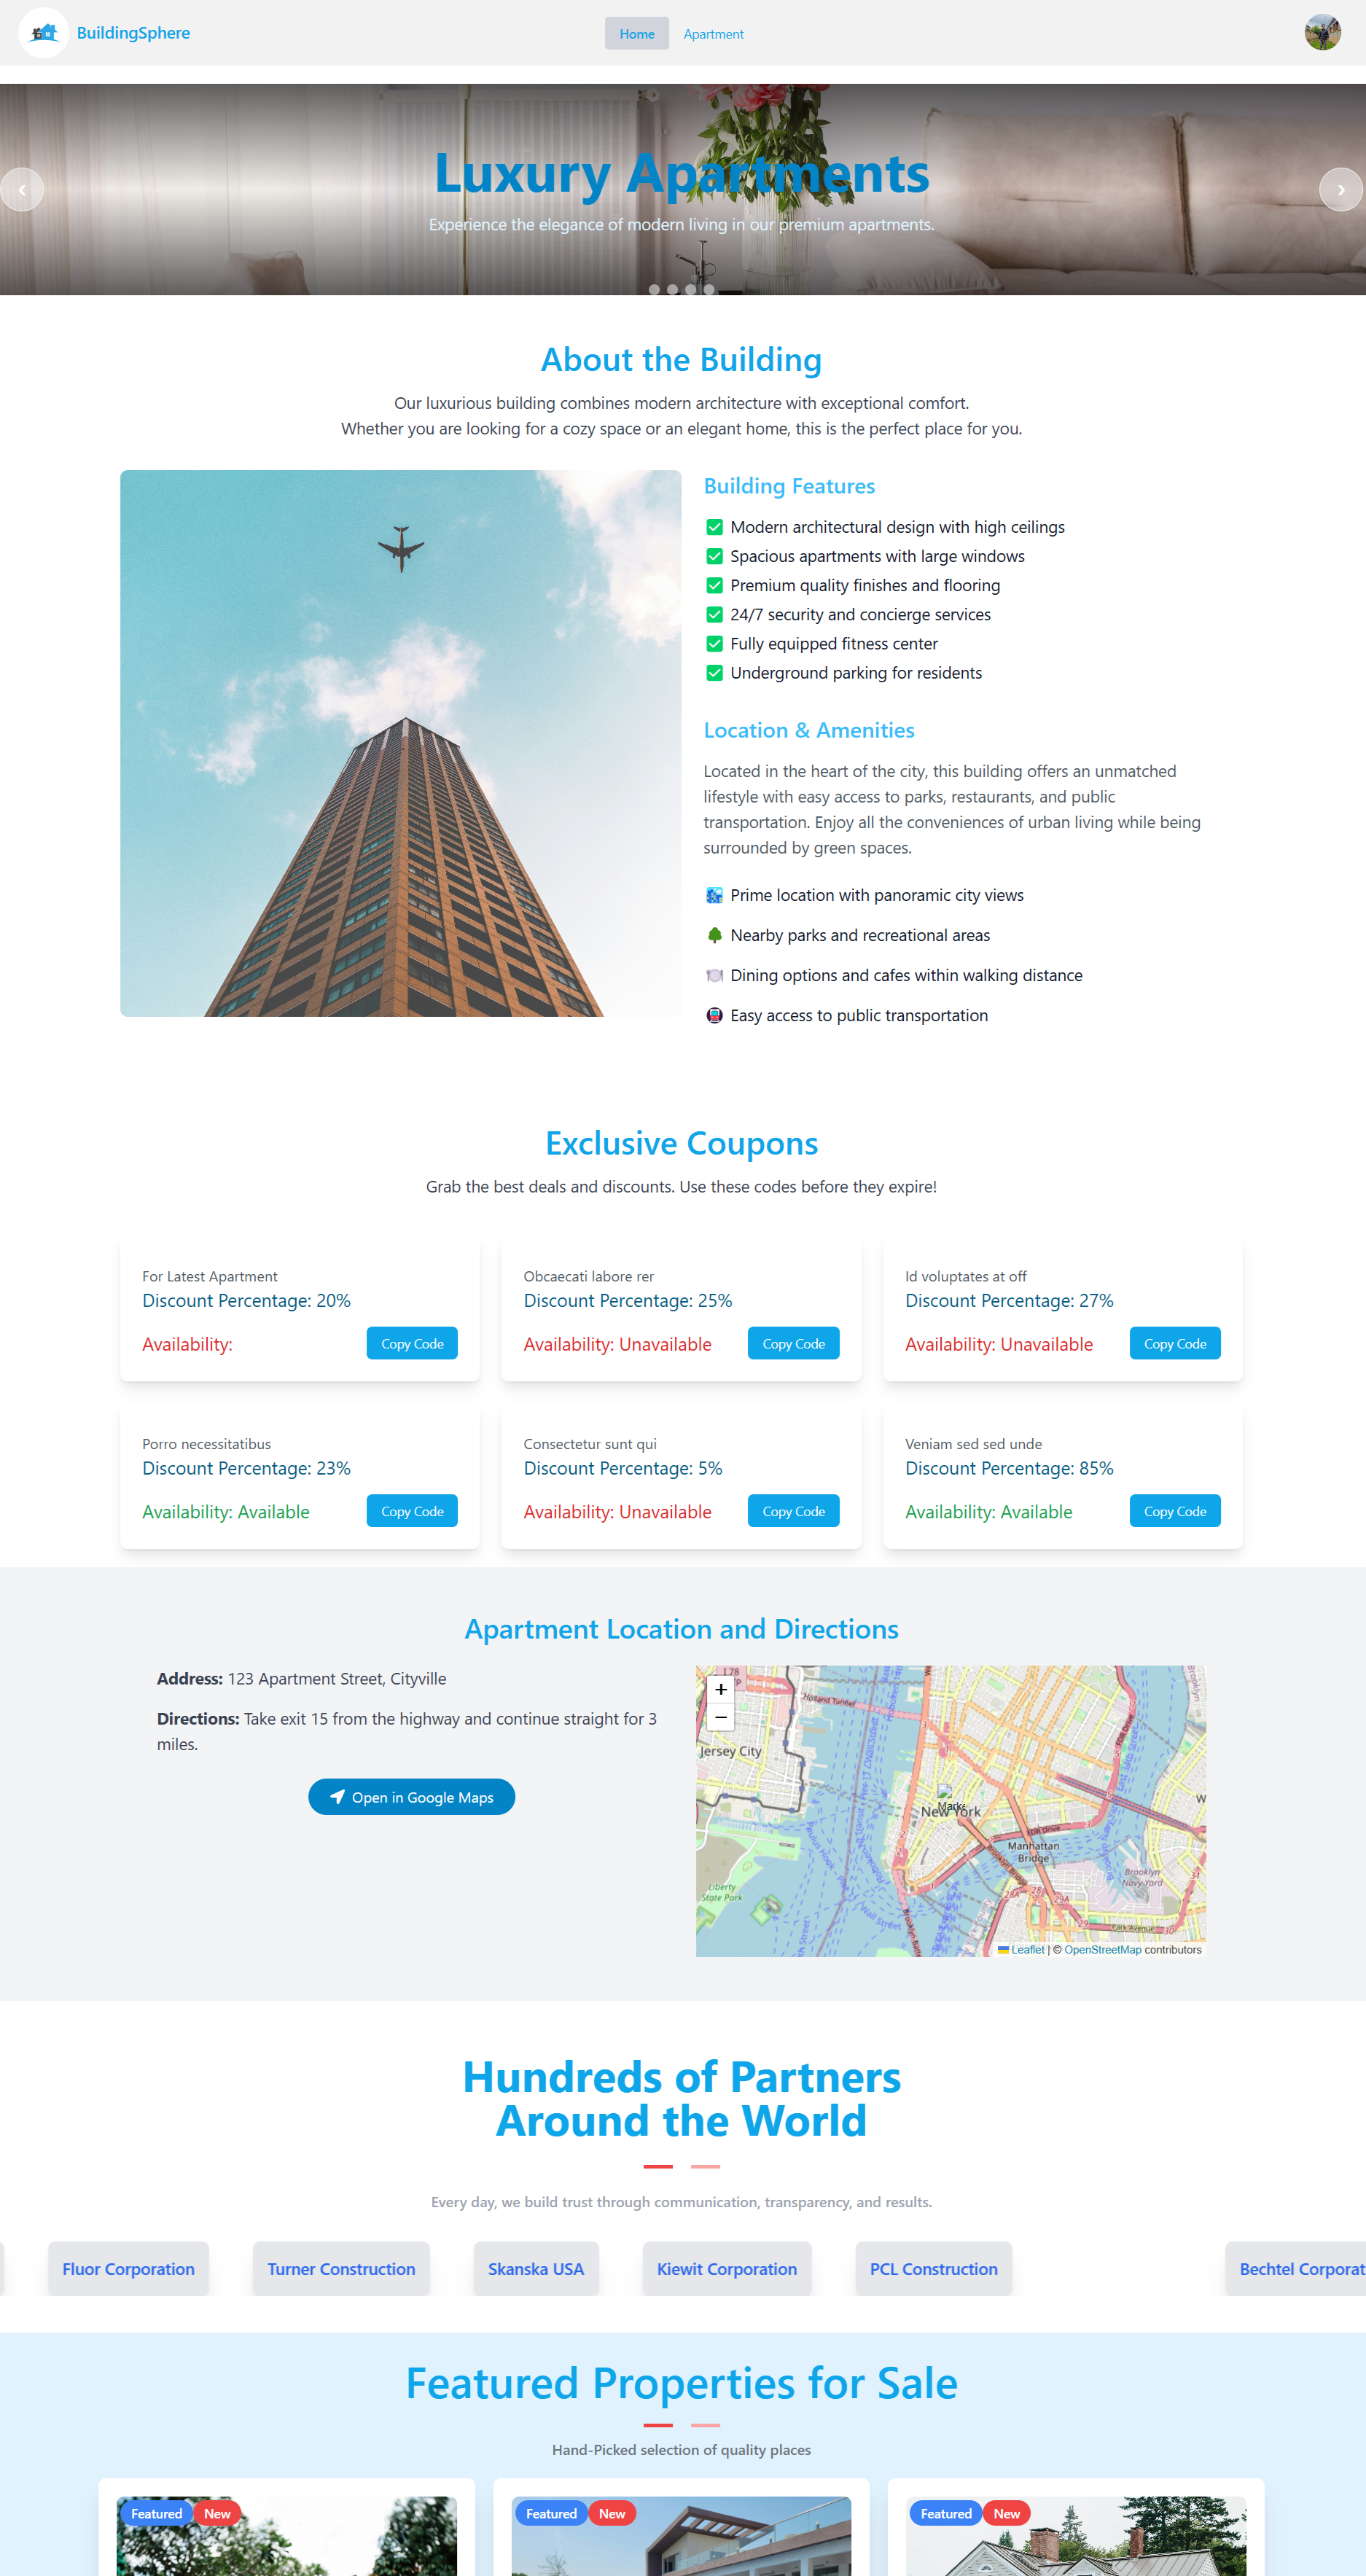 BuildingSphere
Home
Apartment
Luxury Apartments
Experience the elegance of modern living in our premium apartments.
About the Building
Our luxurious building combines modern architecture with exceptional comfort.
Whether you are looking for a cozy space or an elegant home, this is the perfect place for you.
Building Features
Modern architectural design with high ceilings
Spacious apartments with large windows
Premium quality finishes and flooring
24/7 security and concierge services
Fully equipped fitness center
Underground parking for residents
Location & Amenities
Located in the heart of the city, this building offers an unmatched
lifestyle with easy access to parks, restaurants, and public
transportation. Enjoy all the conveniences of urban living while being
surrounded by green spaces.
Prime location with panoramic city views
Nearby parks and recreational areas
Dining options and cafes within walking distance
Easy access to public transportation
Exclusive Coupons
Grab the best deals and discounts. Use these codes before they expire!
For Latest Apartment
Discount Percentage: 20%
Availability:
Copy Code
Obcaecati labore rer
Discount Percentage: 25%
Availability: Unavailable
Copy Code
Id voluptates at off
Discount Percentage: 27%
Availability: Unavailable
Copy Code
Porro necessitatibus
Discount Percentage: 23%
Availability: Available
Copy Code
Consectetur sunt qui
Discount Percentage: 5%
Availability: Unavailable
Copy Code
Veniam sed sed unde
Discount Percentage: 85%
Availability: Available
Copy Code
Apartment Location and Directions
Address: 123 Apartment Street, Cityville
Directions: Take exit 15 from the highway and continue straight for 3
miles.
Open in Google Maps
+
−
Holland Tunnel
Jersey City
New York
Manhattan
Bridge
FDR Drive
Brooklyn
Navy Yard
Liberty
State Park
Wall Street
Park Avenue
Leaflet | © OpenStreetMap contributors
Hundreds of Partners
Around the World
Every day, we build trust through communication, transparency, and results.
Fluor Corporation
Turner Construction
Skanska USA
Kiewit Corporation
PCL Construction
Bechtel Corporat
Featured Properties for Sale
Hand-Picked selection of quality places
Featured
New
Featured
New
Featured
New